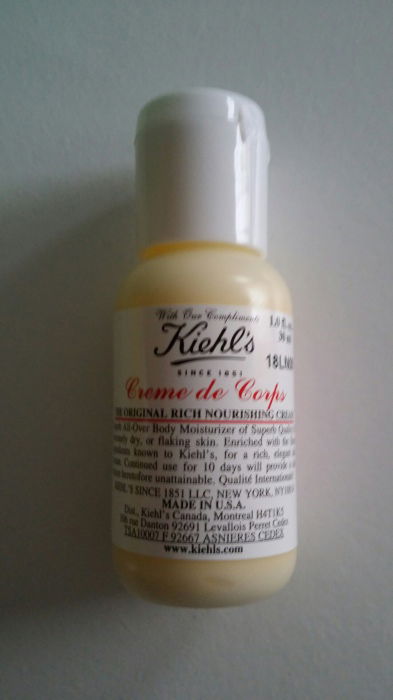 With Our Compliments
1.0 fl.
30 ml
Kiehl's
18LN
SINCE 1851
Creme de Corps
ORIGINAL RICH NOURISHING CREAM
All-Over Body Moisturizer of Superb
dry, or flaking skin. Enriched with the
known to Kiehl's, for a rich, elegant
Continued use for 10 days will provide a
heretofore unattainable. Qualité
KIEHL'S SINCE 1851 LLC, NEW YORK, NY
MADE IN U.S.A.
Dist., Kiehl's Canada, Montreal H4T1K5
rue Danton 92691 Levallois Perret Cedex
F 92667 ASNIERES CEDEX
www.kiehls.com